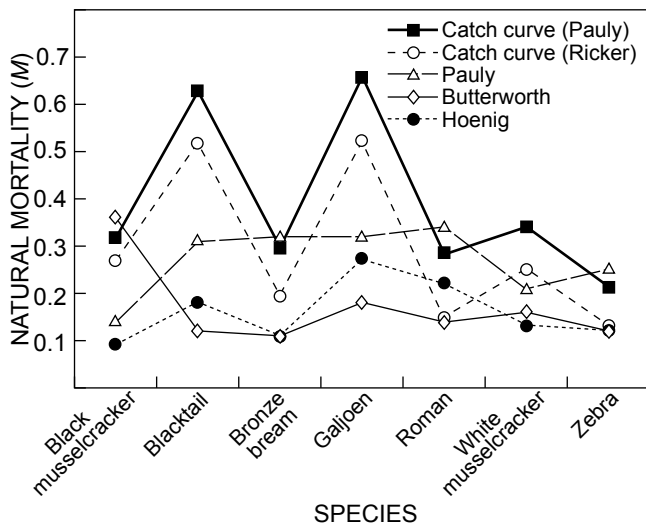 0.7
0.6
0.5
0.4
0.3
0.2
0.1
NATURAL MORTALITY (M)
Catch curve (Pauly)
Catch curve (Ricker)
Pauly
Butterworth
Hoenig
Black
musselcracker
Blacktail
Bronze
bream
Galjoen
Roman
White
musselcracker
Zebra
SPECIES